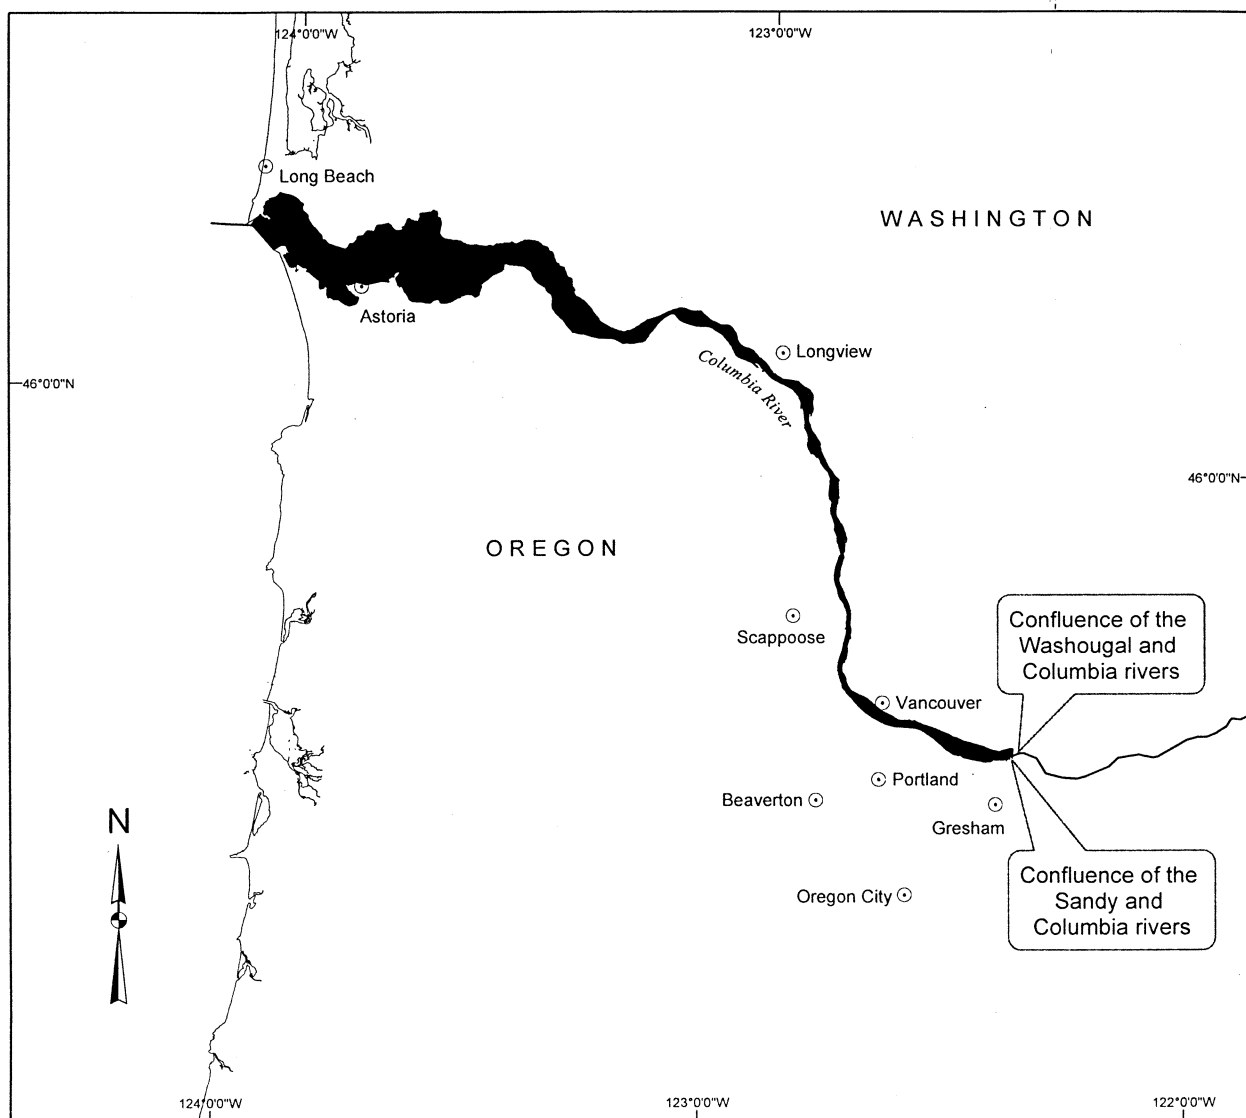 124°0'0"W
123°0'0"W
Long Beach
WASHINGTON
Astoria
Longview
Columbia River
46°0'0"N
46°0'0"N
OREGON
Confluence of the
Washougal and
Columbia rivers
Scappoose
Vancouver
Portland
Beaverton
Gresham
N
Confluence of the
Sandy and
Columbia rivers
Oregon City
124°0'0"W
123°0'0"W
122°0'0"W